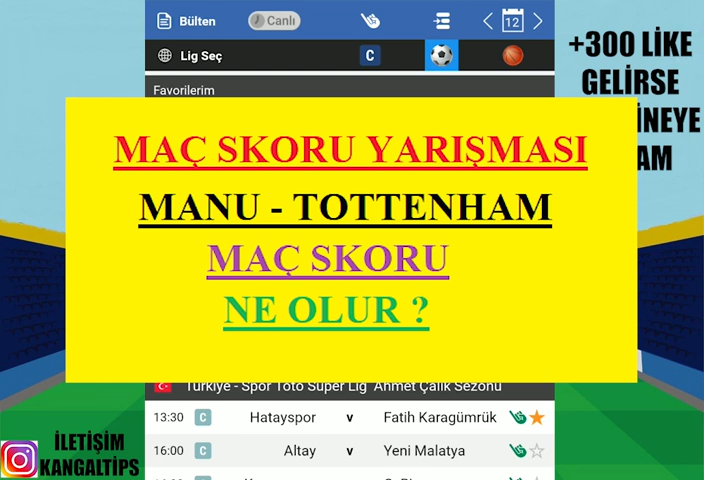 Bülten
Canlı
12
Lig Seç
C
Favorilerim
+300 LİKE
GELİRSE
MAÇ SKORU YARIŞMASI
MANU - TOTTENHAM
MAÇ SKORU
NE OLUR ?
Türkiye - Spor Toto Süper Lig Ahmet Çalık Sezonu
13:30 C Hatayspor v Fatih Karagümrük
16:00 C Altay v Yeni Malatya
İLETİŞİM
KANGALTİPS